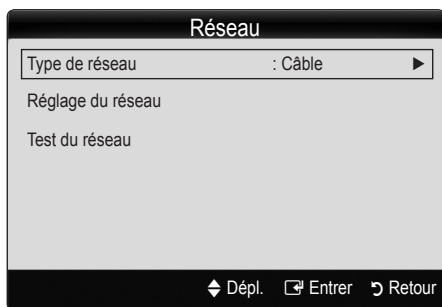 Réseau
Type de réseau : Câble ▶
Réglage du réseau
Test du réseau
Dépl. Entrer Retour